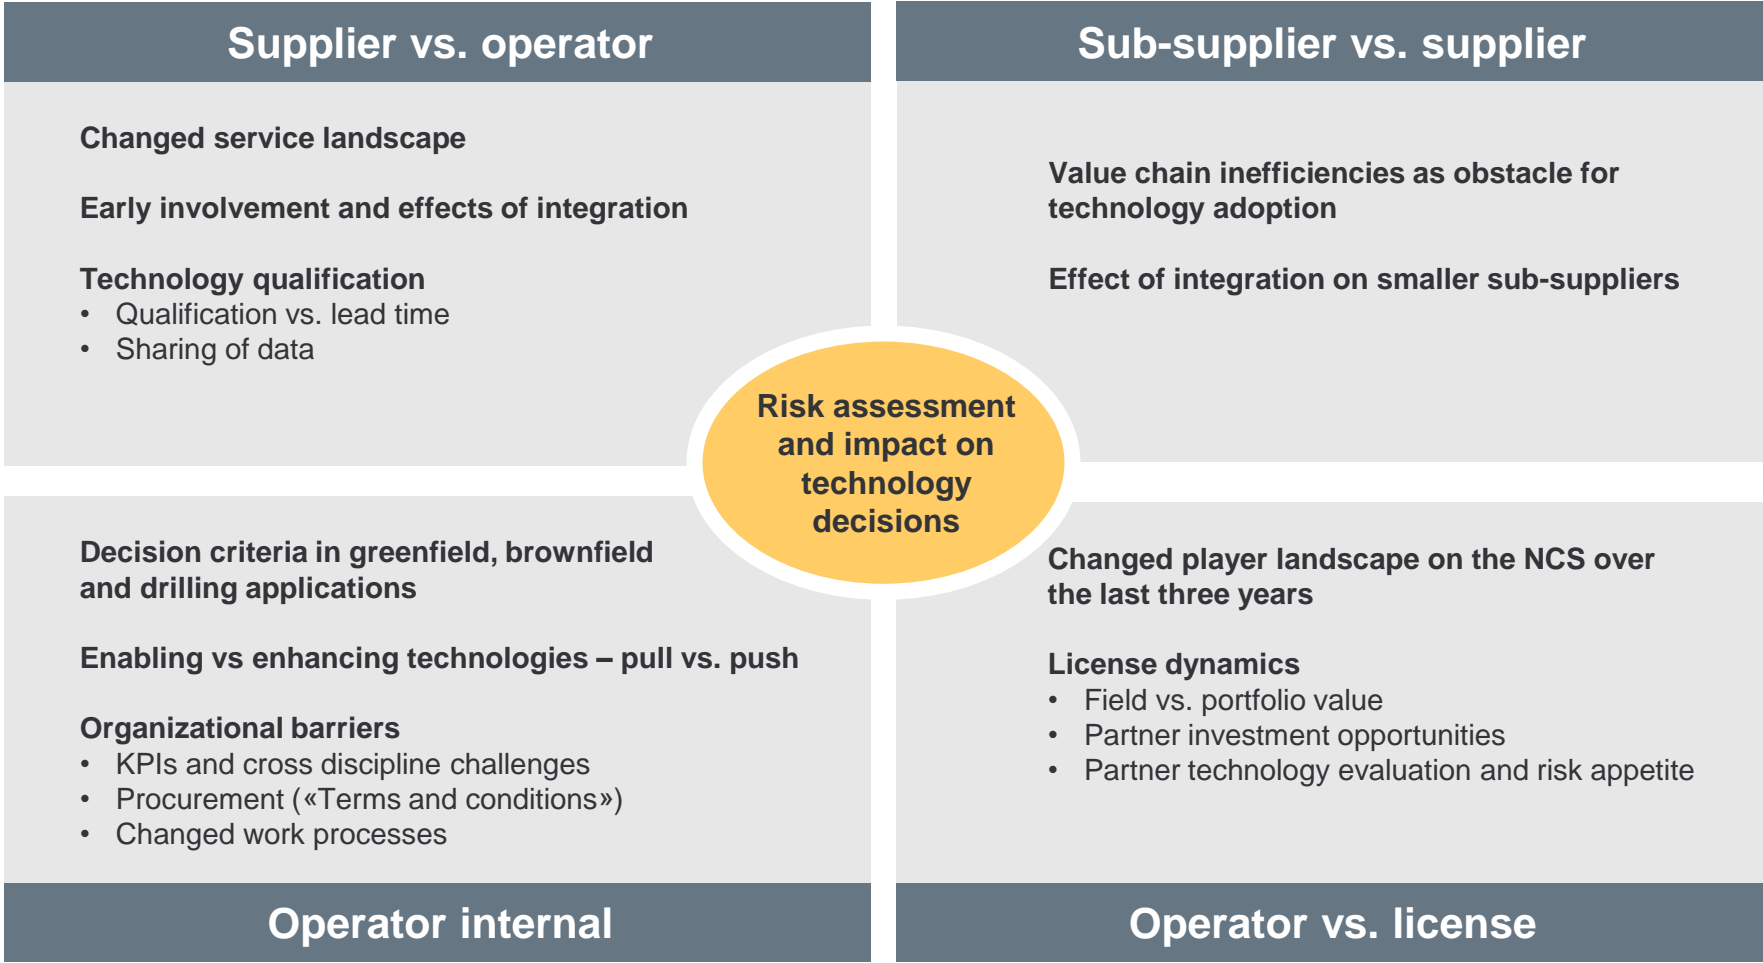 Supplier vs. operator
Changed service landscape
Early involvement and effects of integration
Technology qualification
• Qualification vs. lead time
• Sharing of data
Sub-supplier vs. supplier
Value chain inefficiencies as obstacle for
technology adoption
Effect of integration on smaller sub-suppliers
Risk assessment
and impact on
technology
decisions
Decision criteria in greenfield, brownfield
and drilling applications
Enabling vs enhancing technologies – pull vs. push
Organizational barriers
• KPIs and cross discipline challenges
• Procurement («Terms and conditions»)
• Changed work processes
Operator internal
Changed player landscape on the NCS over
the last three years
License dynamics
• Field vs. portfolio value
• Partner investment opportunities
• Partner technology evaluation and risk appetite
Operator vs. license